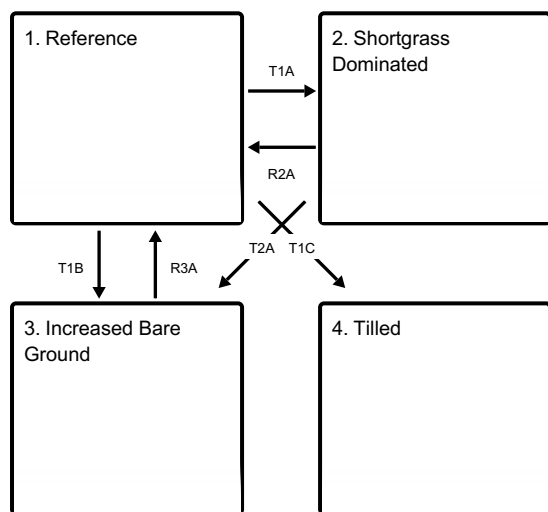 1. Reference
2. Shortgrass
Dominated
T1A
R2A
T1B
R3A
T2A
T1C
3. Increased Bare
Ground
4. Tilled